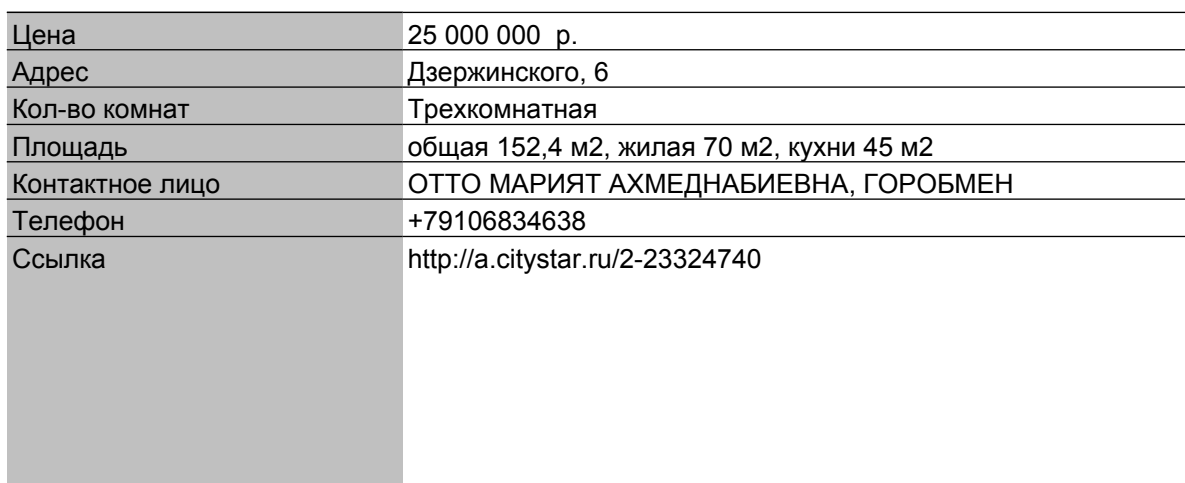 Цена 25 000 000 р.
Адрес Дзержинского, 6
Кол-во комнат Трехкомнатная
Площадь общая 152,4 м2, жилая 70 м2, кухни 45 м2
Контактное лицо ОТТО МАРИЯТ АХМЕДНАБИЕВНА, ГОРОБМЕН
Телефон +79106834638
Ссылка http://a.citystar.ru/2-23324740